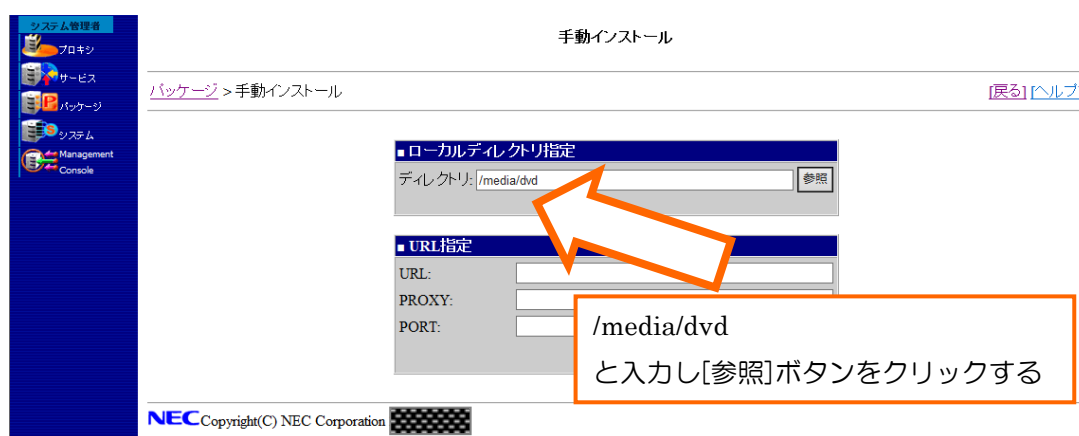 システム管理者
プロキシ
サービス
パッケージ
システム
Management
Console
手動インストール
パッケージ > 手動インストール
[戻る] [ヘルプ
■ローカルディレクトリ指定
ディレクトリ: /media/dvd 参照
■URL指定
URL:
PROXY:
PORT:
/media/dvd
と入力し[参照]ボタンをクリックする
NEC Copyright(C) NEC Corporation